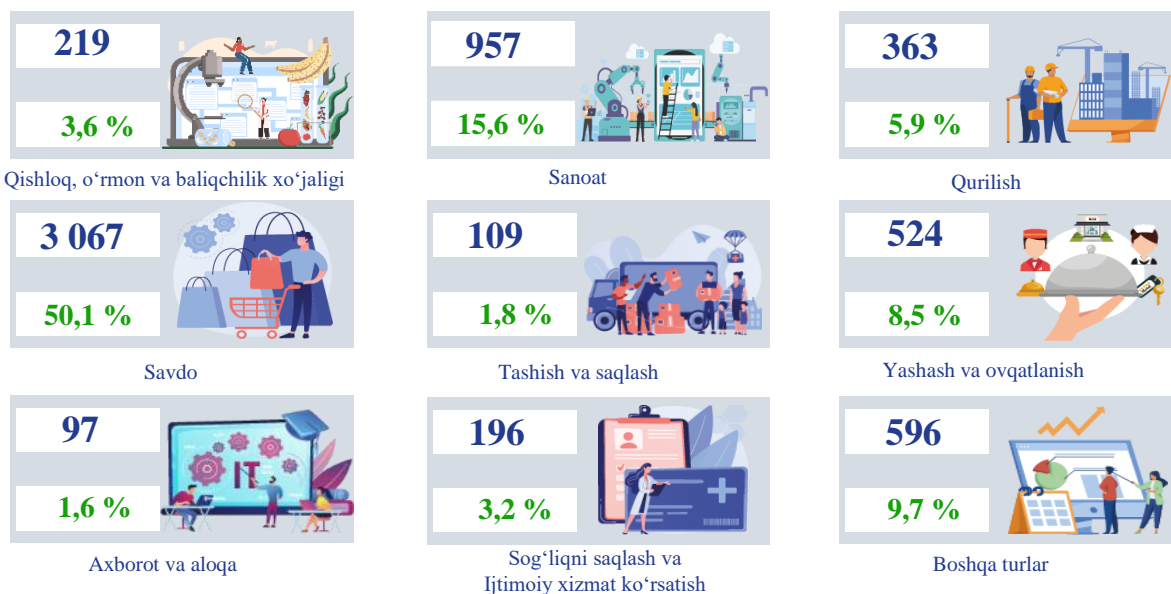 219
3,6 %
Qishloq, o‘rmon va baliqchilik xo‘jaligi
957
15,6 %
Sanoat
363
5,9 %
Qurilish
3 067
50,1 %
Savdo
109
1,8 %
Tashish va saqlash
524
8,5 %
Yashash va ovqatlanish
97
1,6 %
IT
Axborot va aloqa
196
3,2 %
Sog‘liqni saqlash va
Ijtimoiy xizmat ko‘rsatish
596
9,7 %
Boshqa turlar